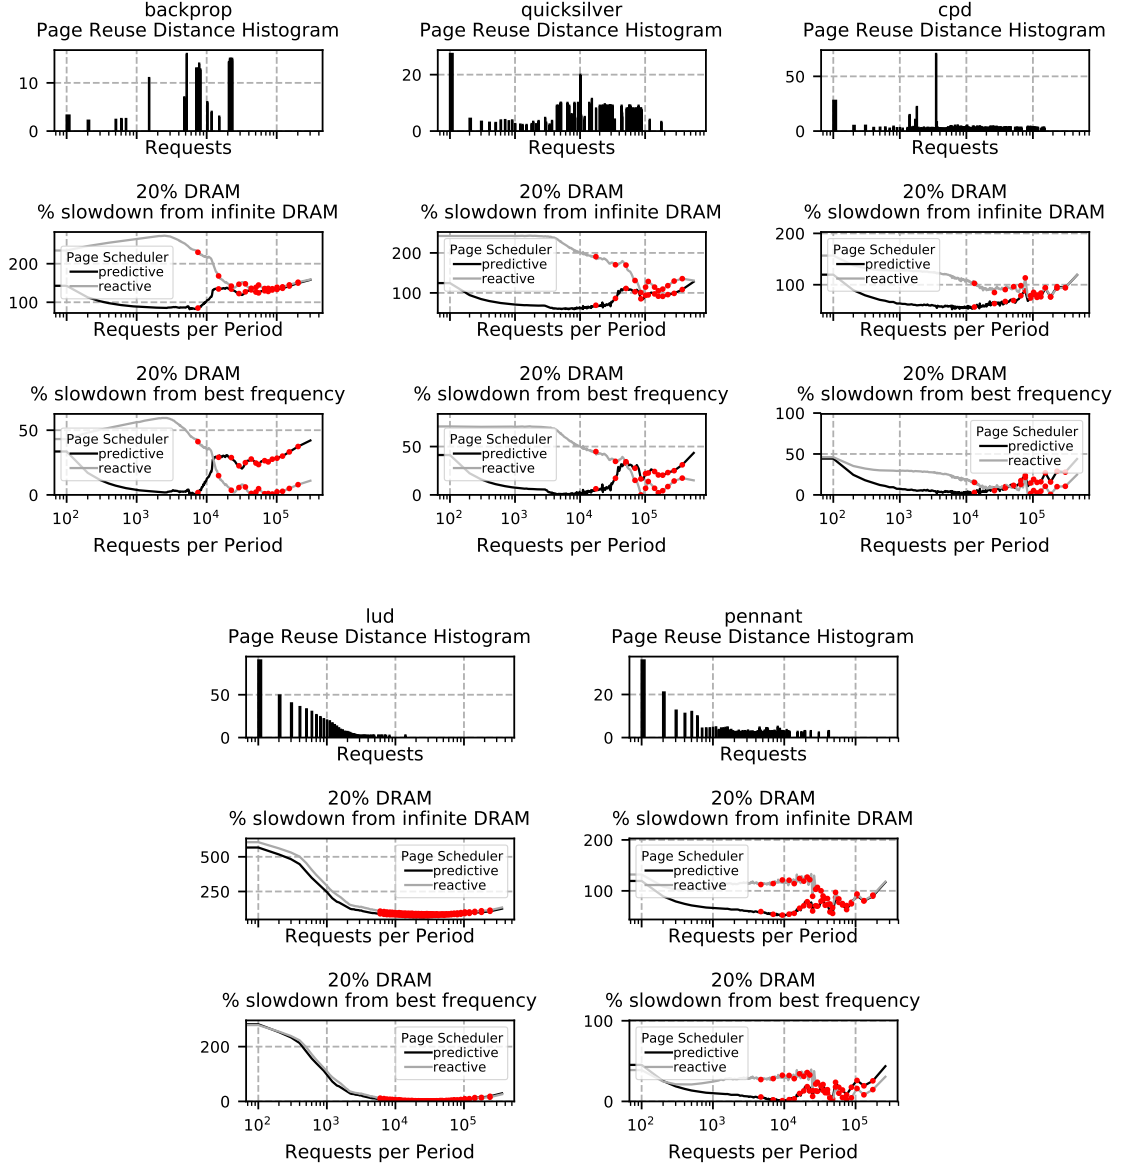 backprop
Page Reuse Distance Histogram
10
0
Requests
quicksilver
Page Reuse Distance Histogram
20
0
Requests
cpd
Page Reuse Distance Histogram
50
0
Requests
20% DRAM
% slowdown from infinite DRAM
200
100
Page Scheduler
predictive
reactive
Requests per Period
20% DRAM
% slowdown from infinite DRAM
200
100
Page Scheduler
predictive
reactive
Requests per Period
20% DRAM
% slowdown from infinite DRAM
200
100
Page Scheduler
predictive
reactive
Requests per Period
20% DRAM
% slowdown from best frequency
50
0
Page Scheduler
predictive
reactive
10² 10³ 10⁴ 10⁵
Requests per Period
20% DRAM
% slowdown from best frequency
50
0
Page Scheduler
predictive
reactive
10² 10³ 10⁴ 10⁵
Requests per Period
20% DRAM
% slowdown from best frequency
100
50
0
Page Scheduler
predictive
reactive
10² 10³ 10⁴ 10⁵
Requests per Period
lud
Page Reuse Distance Histogram
50
0
Requests
pennant
Page Reuse Distance Histogram
20
0
Requests
20% DRAM
% slowdown from infinite DRAM
500
250
Page Scheduler
predictive
reactive
Requests per Period
20% DRAM
% slowdown from infinite DRAM
200
100
Page Scheduler
predictive
reactive
Requests per Period
20% DRAM
% slowdown from best frequency
200
0
Page Scheduler
predictive
reactive
10² 10³ 10⁴ 10⁵
Requests per Period
20% DRAM
% slowdown from best frequency
100
0
Page Scheduler
predictive
reactive
10² 10³ 10⁴ 10⁵
Requests per Period